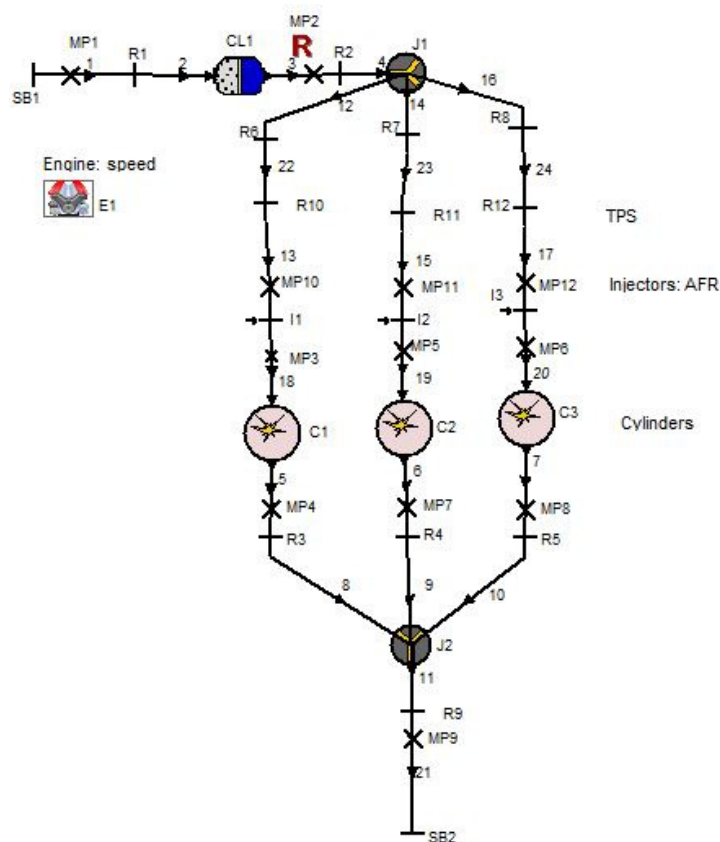 MP2
MP1 R1 CL1 R R2 J1
1 2 3 4
SB1
12 14 16
R6 R7 R8
Engine: speed
22 23 24
E1
R10 R11 R12 TPS
13 15 17
MP10 MP11 MP12 Injectors: AFR
I3
I1 I2
MP3 MP5 MP6
18 19 20
C1 C2 C3 Cylinders
5 6 7
MP4 MP7 MP8
R3 R4 R5
8 9 10
J2
11
R9
MP9
21
SB2